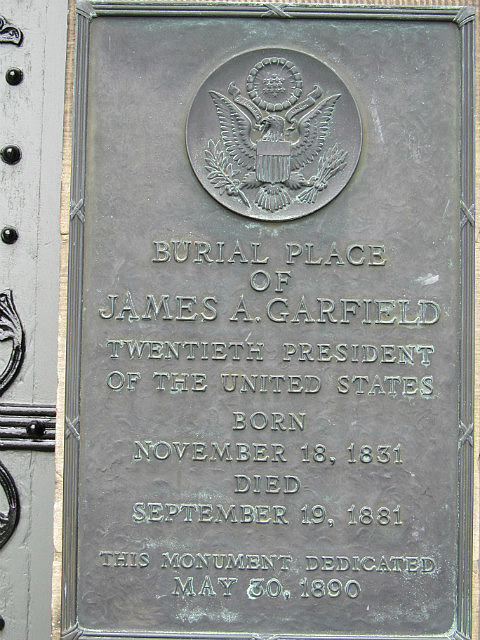 BURIAL PLACE
OF
JAMES A. GARFIELD
TWENTIETH PRESIDENT
OF THE UNITED STATES
BORN
NOVEMBER 18, 1831
DIED
SEPTEMBER 19, 1881
THIS MONUMENT DEDICATED
MAY 30, 1890